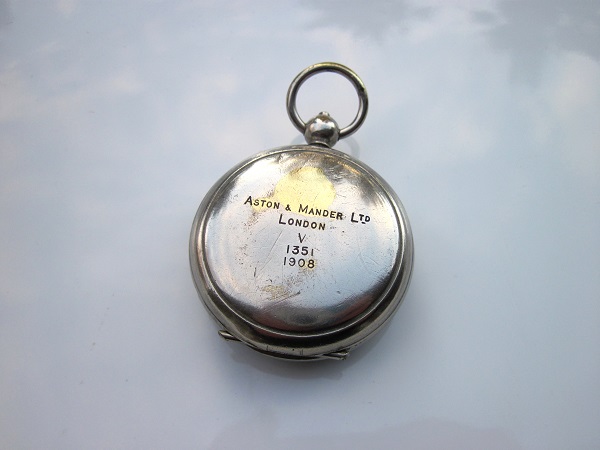 ASTON & MANDER LTD
LONDON
V
1351
1908